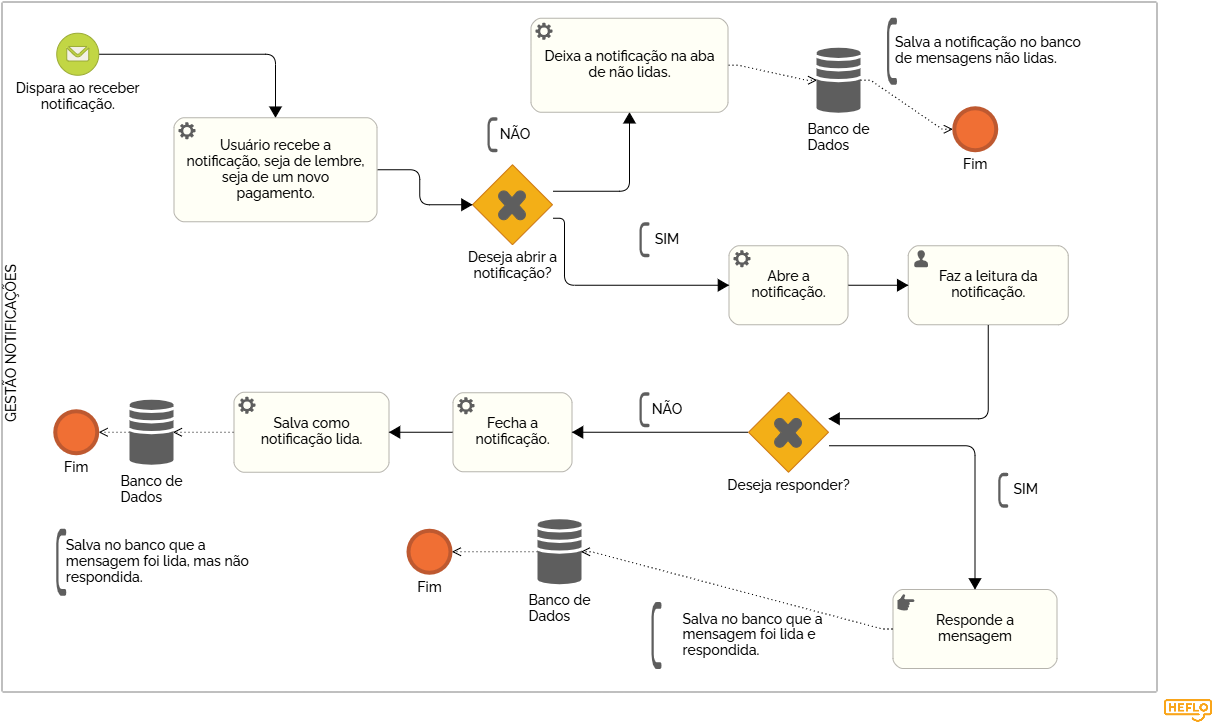 GESTÃO NOTIFICAÇÕES
Dispara ao receber
notificação.
Usuário recebe a
notificação, seja de lembre,
seja de um novo
pagamento.
Deseja abrir a
notificação?
NÃO
Deixa a notificação na aba
de não lidas.
Banco de
Dados
Salva a notificação no banco
de mensagens não lidas.
Fim
SIM
Abre a
notificação.
Faz a leitura da
notificação.
Deseja responder?
NÃO
Fecha a
notificação.
Salva como
notificação lida.
Banco de
Dados
Fim
Salva no banco que a
mensagem foi lida, mas não
respondida.
SIM
Responde a
mensagem
Salva no banco que a
mensagem foi lida e
respondida.
Banco de
Dados
Fim
HEFLO